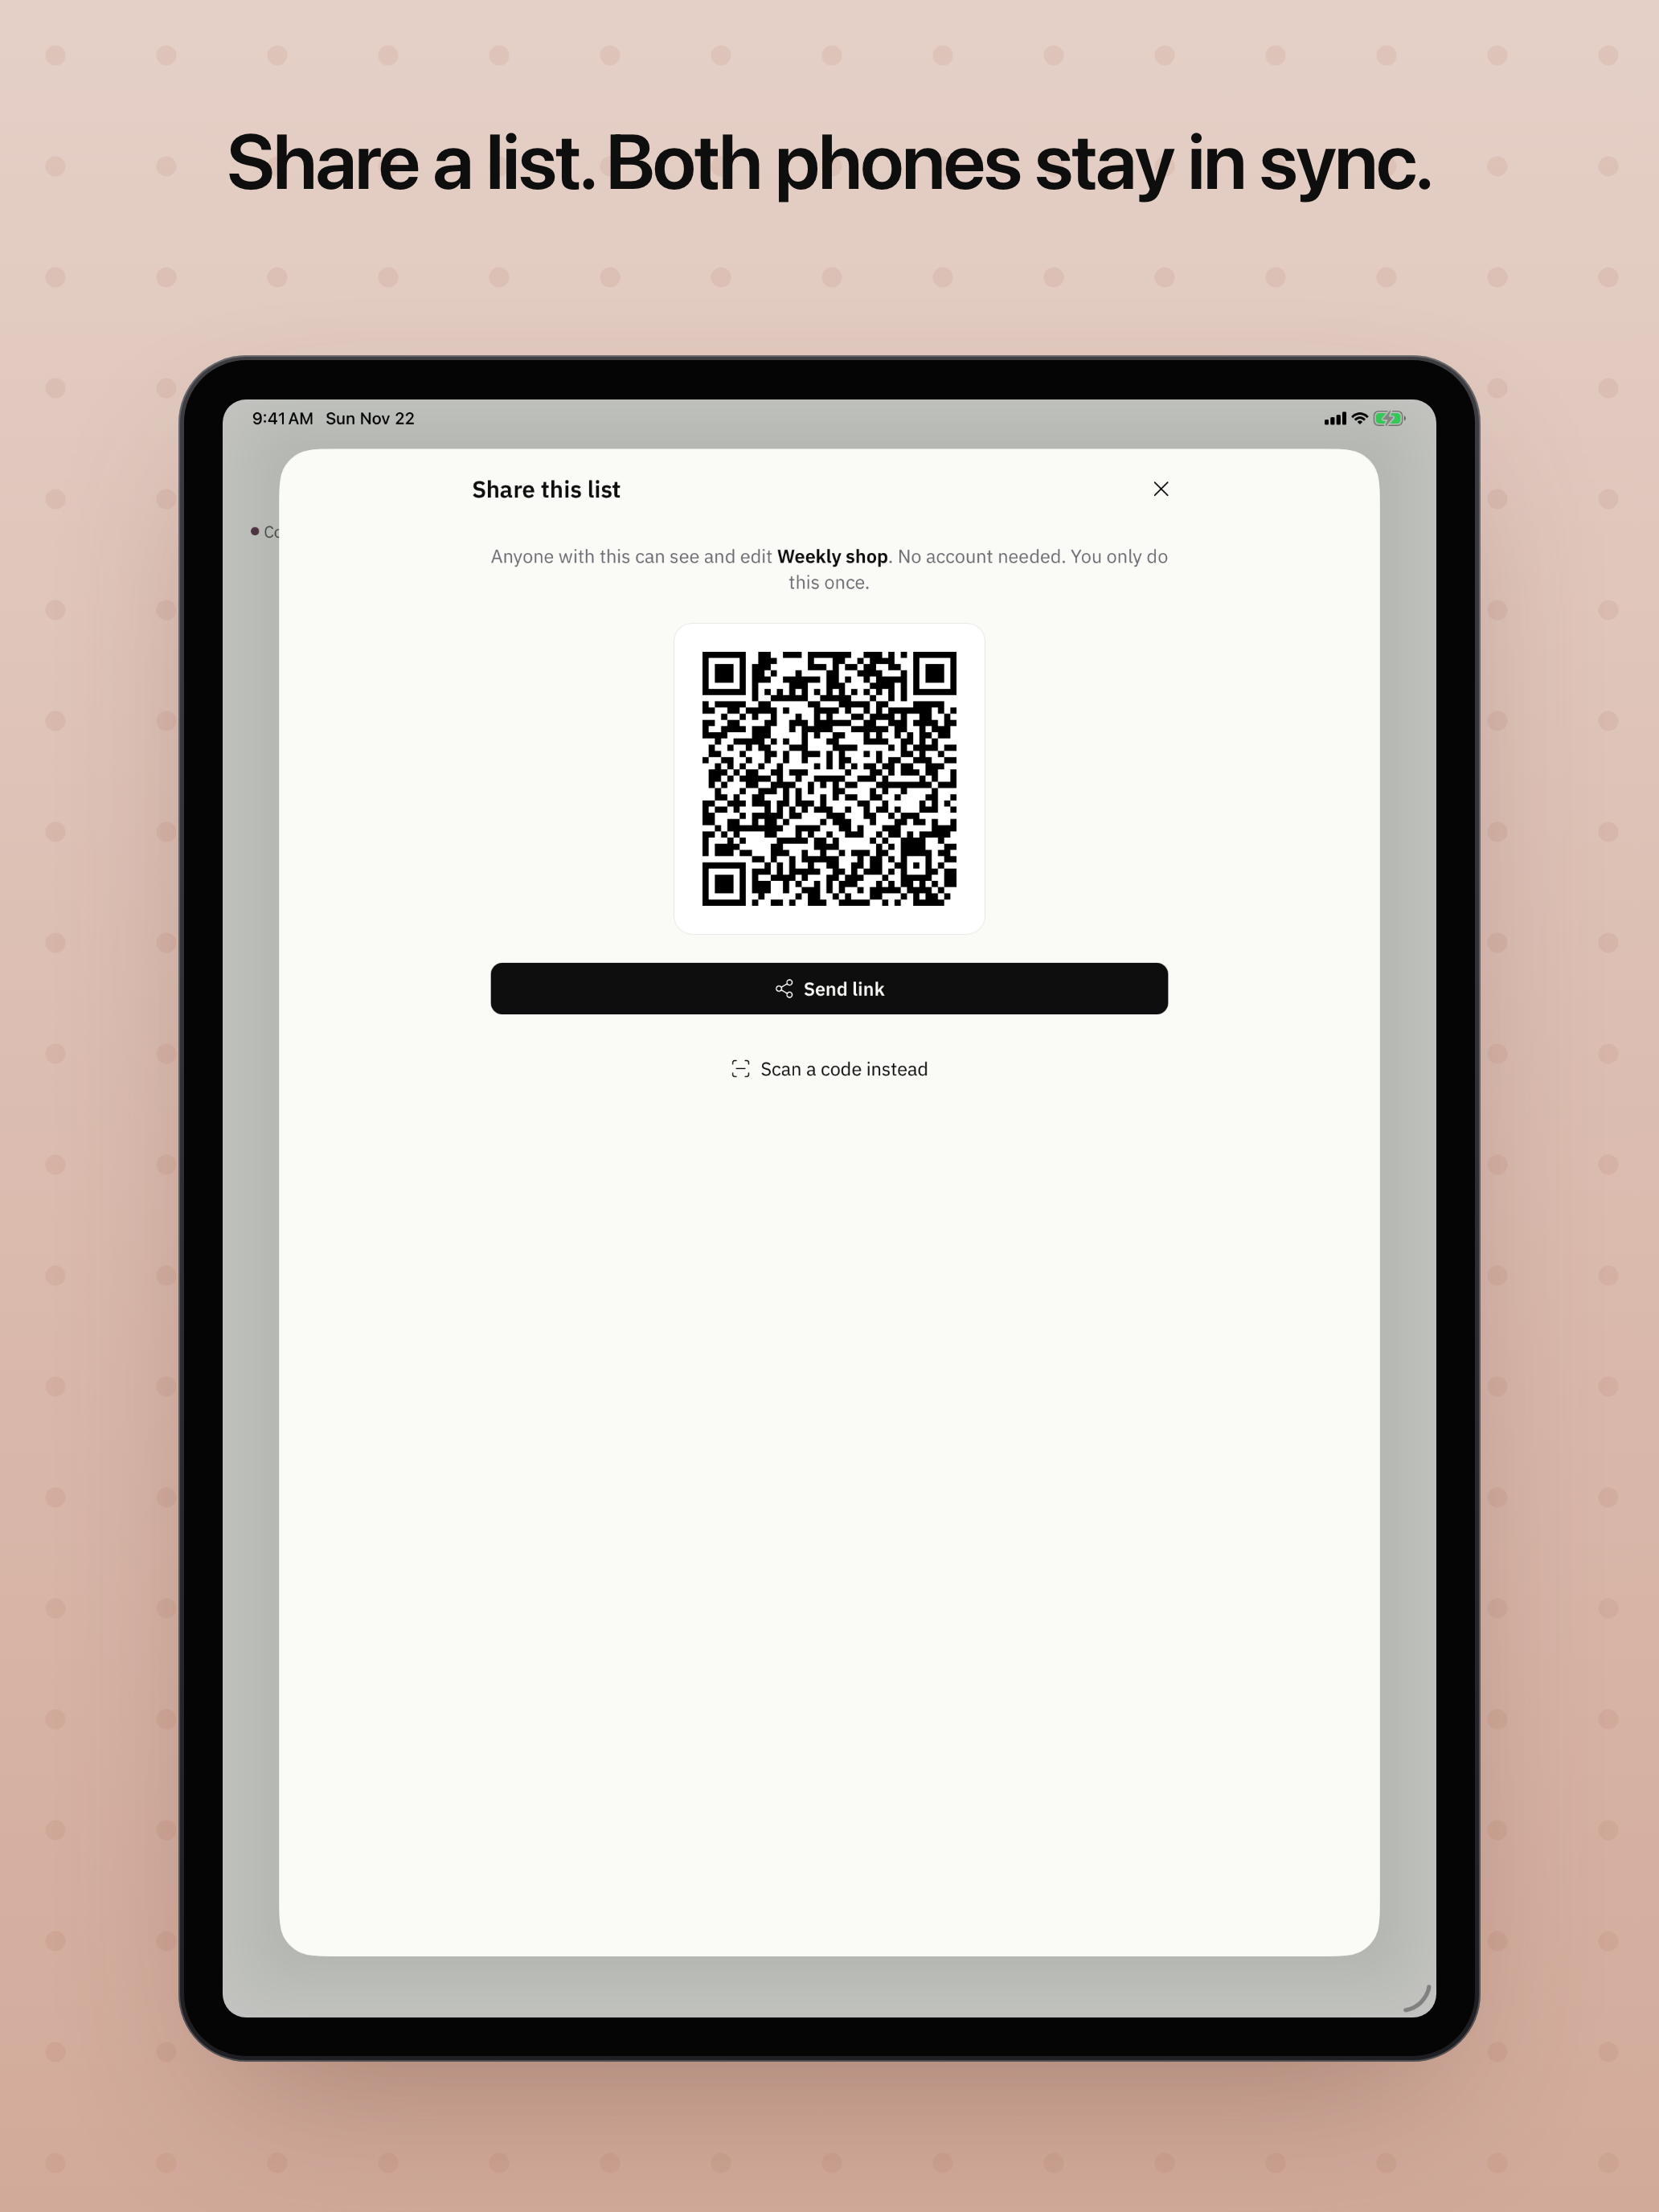 Share a list. Both phones stay in sync.
9:41 AM Sun Nov 22
Share this list
Anyone with this can see and edit Weekly shop. No account needed. You only do
this once.
Send link
Scan a code instead